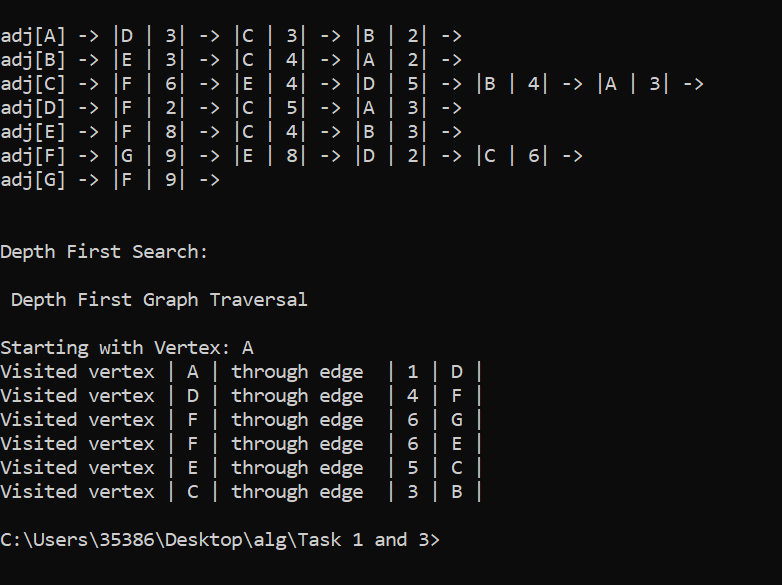 adj[A] -> |D | 3| -> |C | 3| -> |B | 2| ->
adj[B] -> |E | 3| -> |C | 4| -> |A | 2| ->
adj[C] -> |F | 6| -> |E | 4| -> |D | 5| -> |B | 4| -> |A | 3| ->
adj[D] -> |F | 2| -> |C | 5| -> |A | 3| ->
adj[E] -> |F | 8| -> |C | 4| -> |B | 3| ->
adj[F] -> |G | 9| -> |E | 8| -> |D | 2| -> |C | 6| ->
adj[G] -> |F | 9| ->
Depth First Search:
Depth First Graph Traversal
Starting with Vertex: A
Visited vertex | A | through edge  | 1 | D |
Visited vertex | D | through edge  | 4 | F |
Visited vertex | F | through edge  | 6 | G |
Visited vertex | F | through edge  | 6 | E |
Visited vertex | E | through edge  | 5 | C |
Visited vertex | C | through edge  | 3 | B |
C:\Users\35386\Desktop\alg\Task 1 and 3>